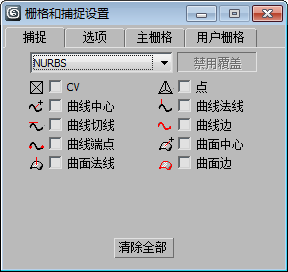 栅格和捕捉设置
捕捉 选项 主栅格 用户栅格
NURBS 禁用覆盖
CV 点
曲线中心 曲线法线
曲线切线 曲线边
曲线端点 曲面中心
曲面法线 曲面边
清除全部